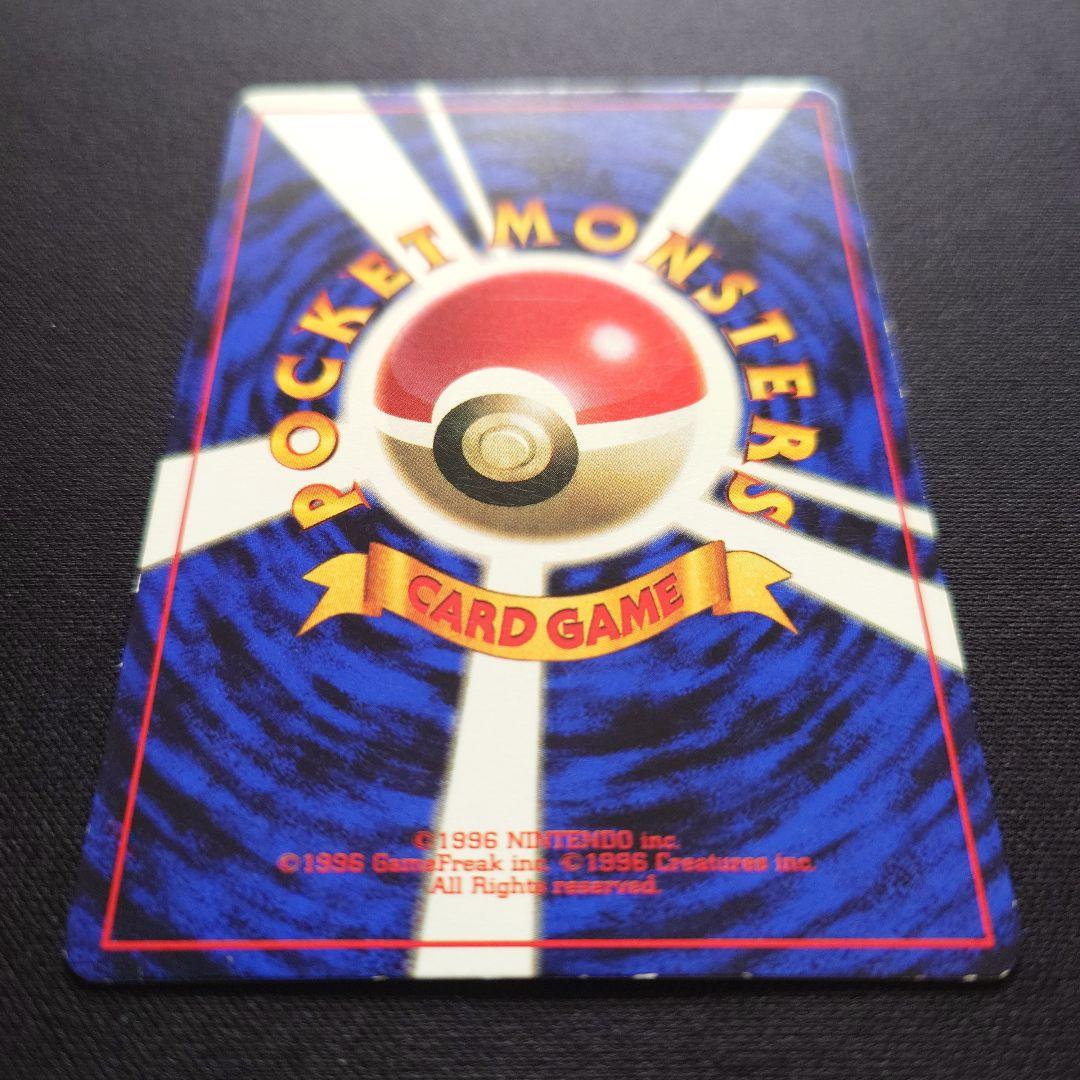 POCKET MONSTERS
CARD GAME
©1996 NINTENDO inc.
©1996 GameFreak inc. ©1996 Creatures inc.
All Rights reserved.